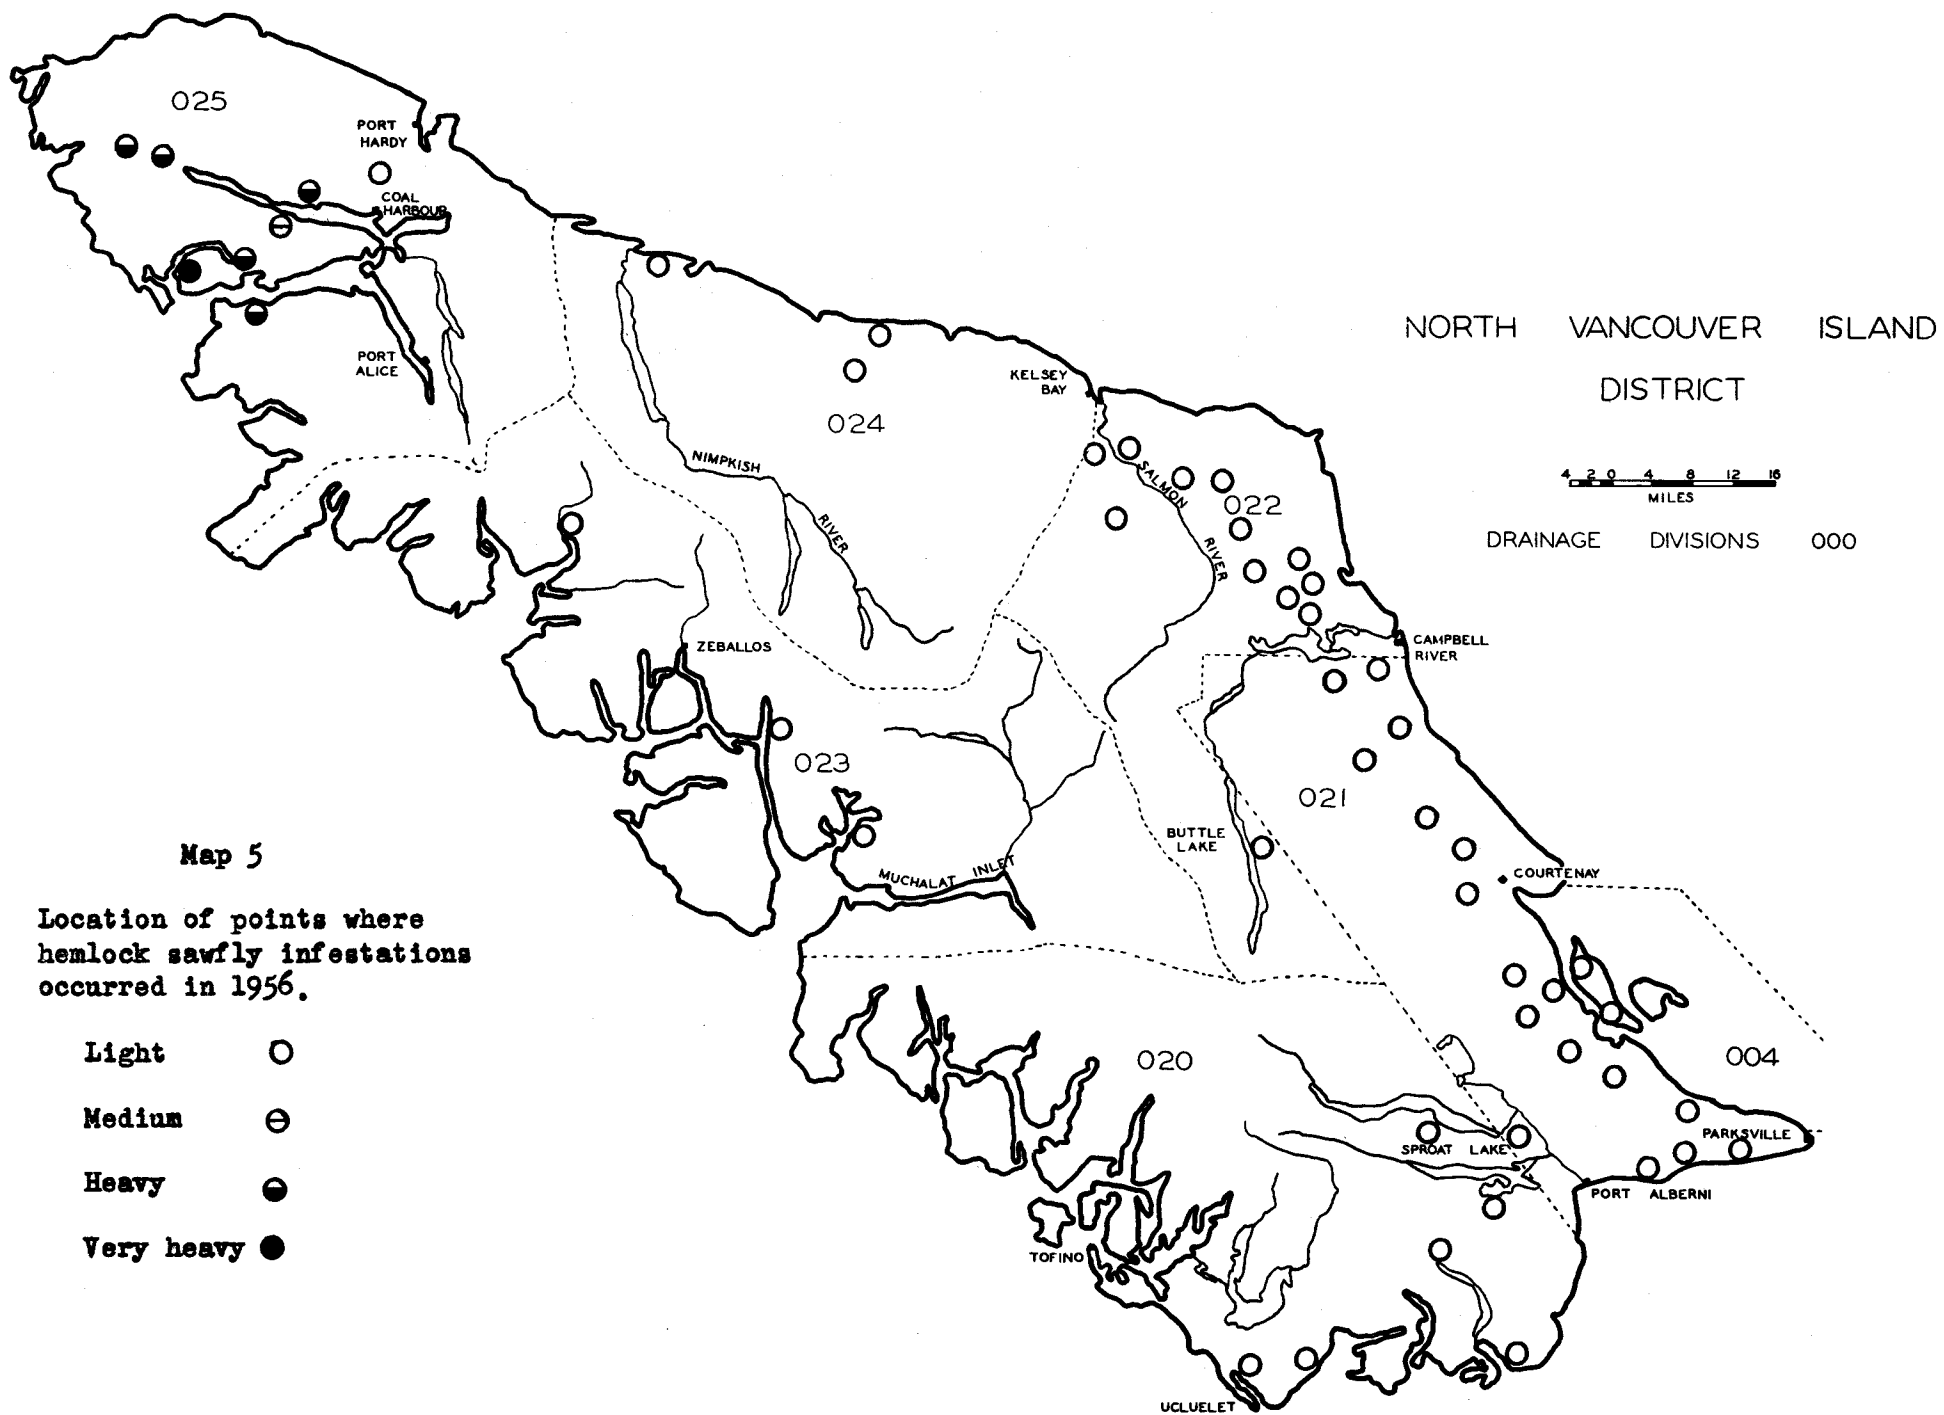 025
PORT
HARDY
COAL
HARBOUR
PORT
ALICE
NORTH VANCOUVER ISLAND
DISTRICT
4 2 0 4 8 12 16
MILES
DRAINAGE DIVISIONS 000
KELSEY
BAY
024
NIMPKISH
RIVER
SALMON
RIVER
022
CAMPBELL
RIVER
ZEBALLOS
023
021
BUTTLE
LAKE
MUCHALAT INLET
COURTENAY
Map 5
Location of points where
hemlock sawfly infestations
occurred in 1956.
Light
Medium
Heavy
Very heavy
020
004
SPROAT LAKE
PARKSVILLE
PORT ALBERNI
TOFINO
UCLUELET